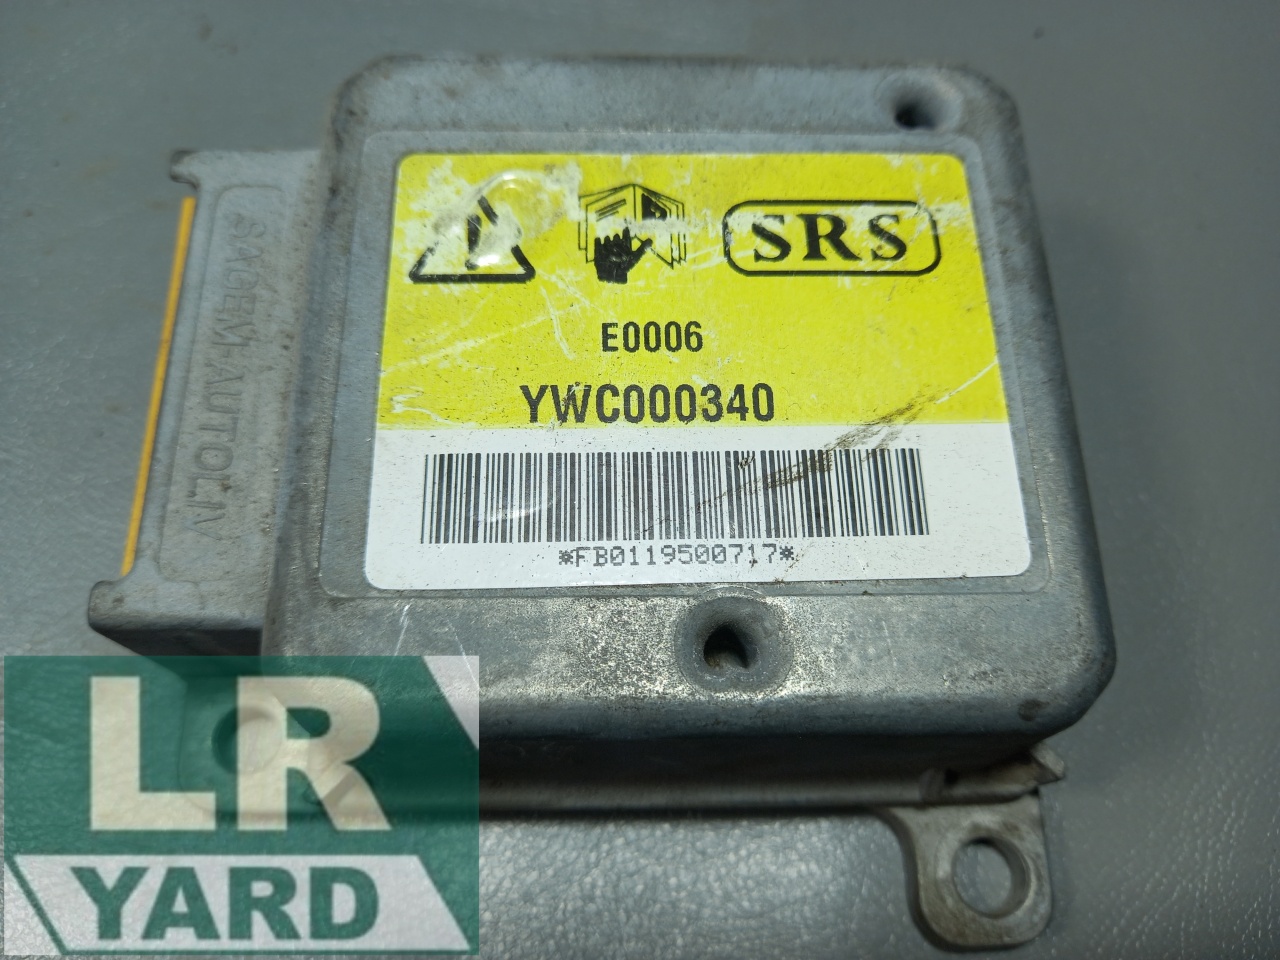 SRS
E0006
YWC000340
*FB0119500717*
SAGEM-AUTOLIV
LR
YARD